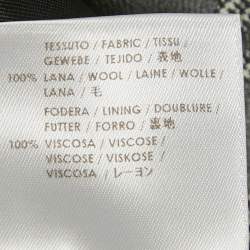 TESSUTO / FABRIC / TISSU /
GEWEBE / TEJIDO / 表地
100% LANA / WOOL / LAINE / WOLLE /
LANA / 毛
FODERA / LINING / DOUBLURE /
FUTTER / FORRO / 裏地
100% VISCOSA / VISCOSE /
VISCOSE / VISKOSE /
VISCOSA / レーヨン